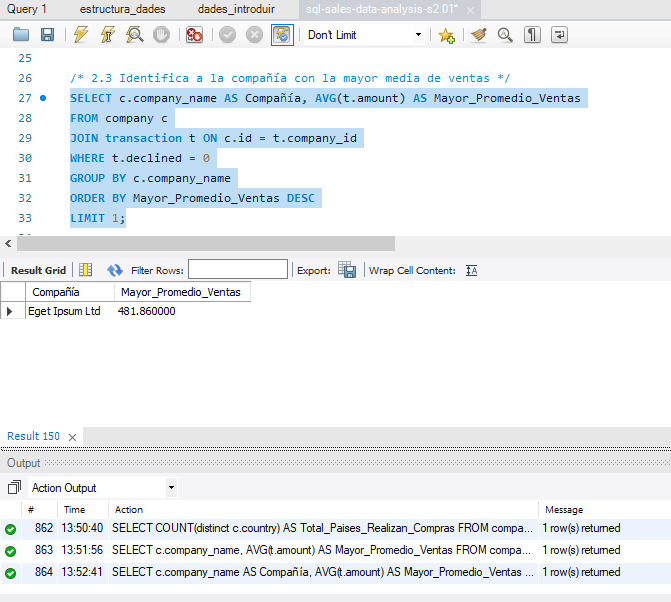 Query 1 estructura_dades dades_introduir sql-sales-data-analysis-s2.01*
Don't Limit
25
26 /* 2.3 Identifica a la compañía con la mayor media de ventas */
27 SELECT c.company_name AS Compañía, AVG(t.amount) AS Mayor_Promedio_Ventas
28 FROM company c
29 JOIN transaction t ON c.id = t.company_id
30 WHERE t.declined = 0
31 GROUP BY c.company_name
32 ORDER BY Mayor_Promedio_Ventas DESC
33 LIMIT 1;
Result Grid Filter Rows: Export: Wrap Cell Content:
Compañía Mayor_Promedio_Ventas
Eget Ipsum Ltd 481.860000
Result 150
Output
Action Output
# Time Action Message
862 13:50:40 SELECT COUNT(distinct c.country) AS Total_Paises_Realizan_Compras FROM compa... 1 row(s) returned
863 13:51:56 SELECT c.company_name, AVG(t.amount) AS Mayor_Promedio_Ventas FROM compa... 1 row(s) returned
864 13:52:41 SELECT c.company_name AS Compañía, AVG(t.amount) AS Mayor_Promedio_Ventas ... 1 row(s) returned